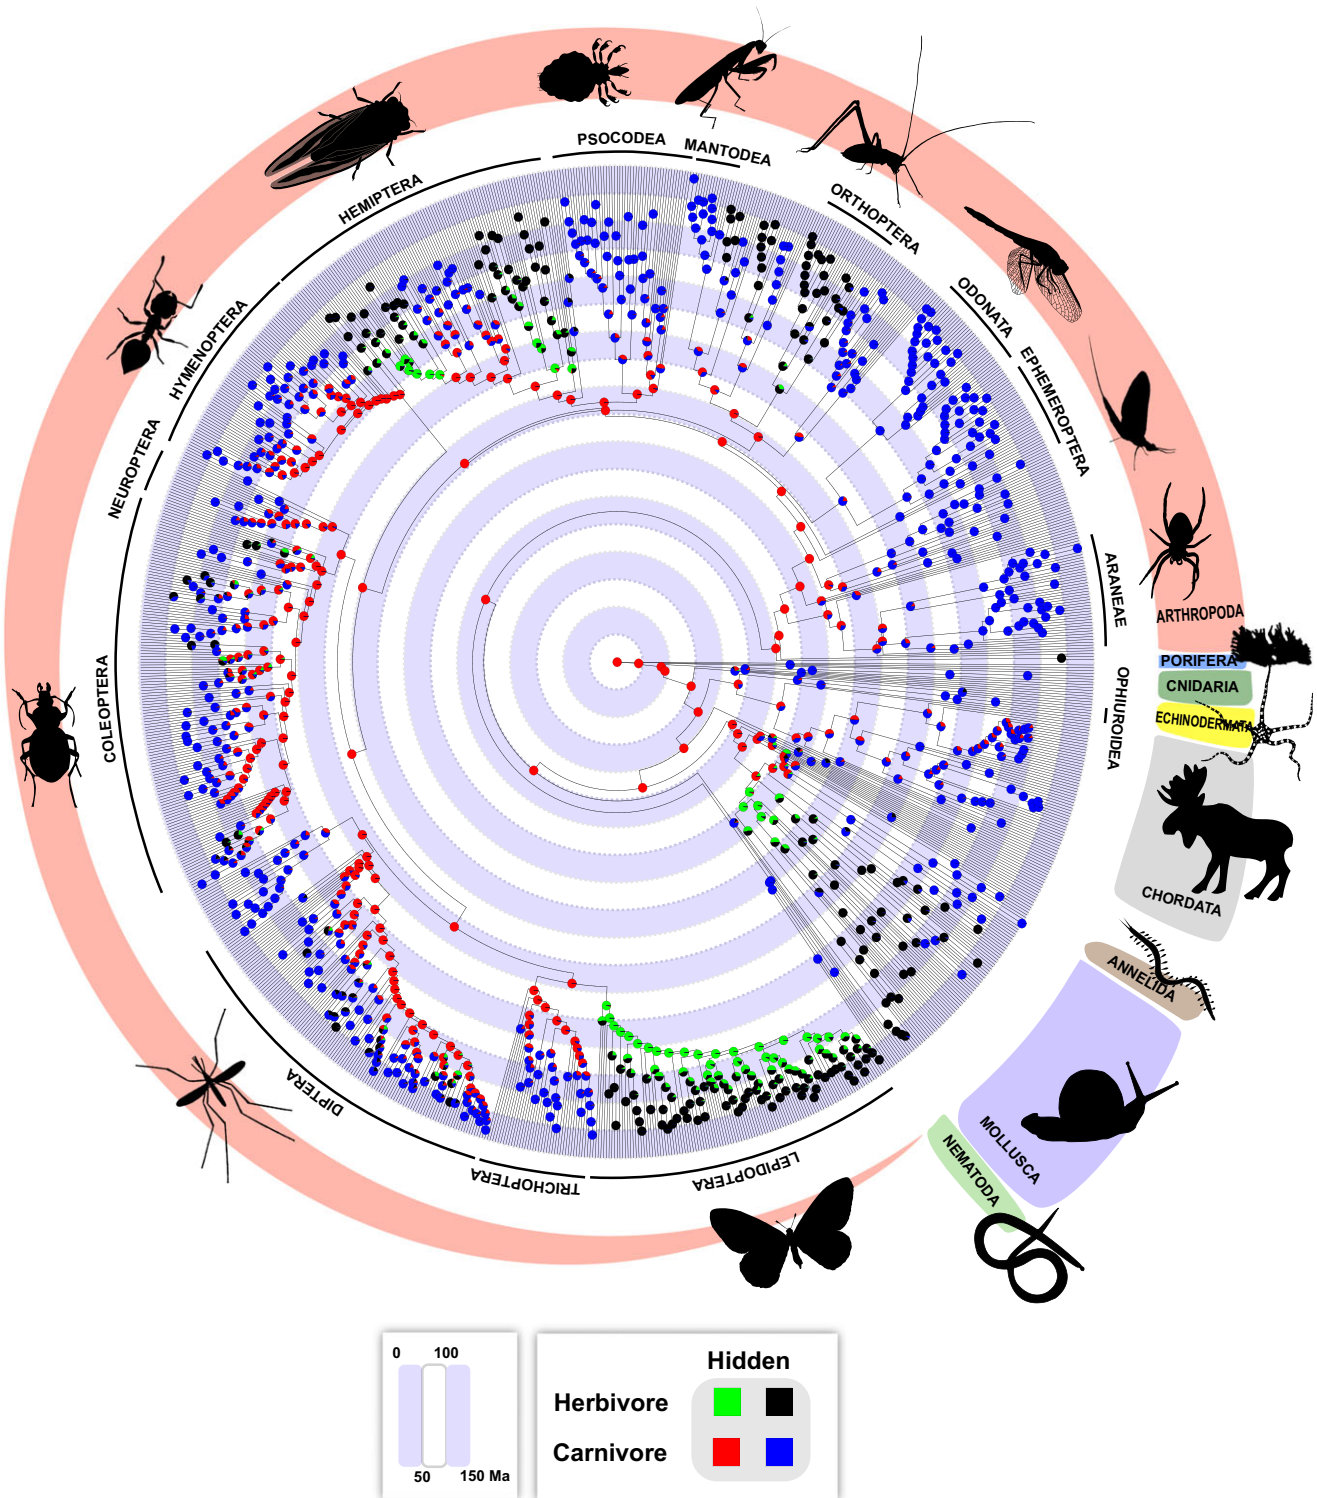 PSOCODEA
MANTODEA
HEMIPTERA
ORTHOPTERA
HYMENOPTERA
ODONATA
EPHEMEROPTERA
NEUROPTERA
ARANEAE
ARTHROPODA
PORIFERA
CNIDARIA
ECHINODERMATA
OPHIUROIDEA
COLEOPTERA
CHORDATA
ANNELIDA
MOLLUSCA
NEMATODA
DIPTERA
TRICHOPTERA
LEPIDOPTERA
0 100
50 150 Ma
Hidden
Herbivore
Carnivore